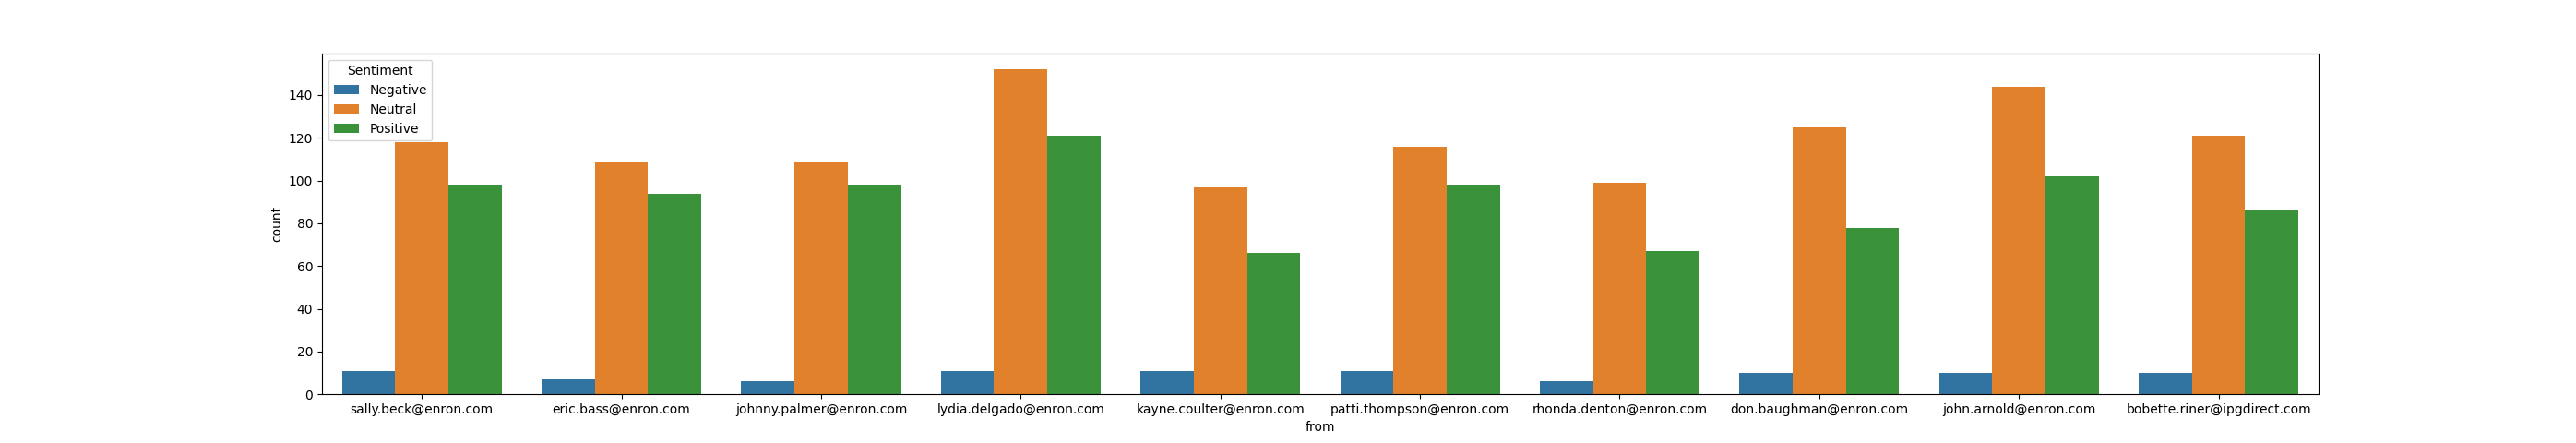 Sentiment
Negative
Neutral
Positive
140
120
100
80
60
40
20
0
count
sally.beck@enron.com eric.bass@enron.com johnny.palmer@enron.com lydia.delgado@enron.com kayne.coulter@enron.com patti.thompson@enron.com rhonda.denton@enron.com don.baughman@enron.com john.arnold@enron.com bobette.riner@ipgdirect.com
from